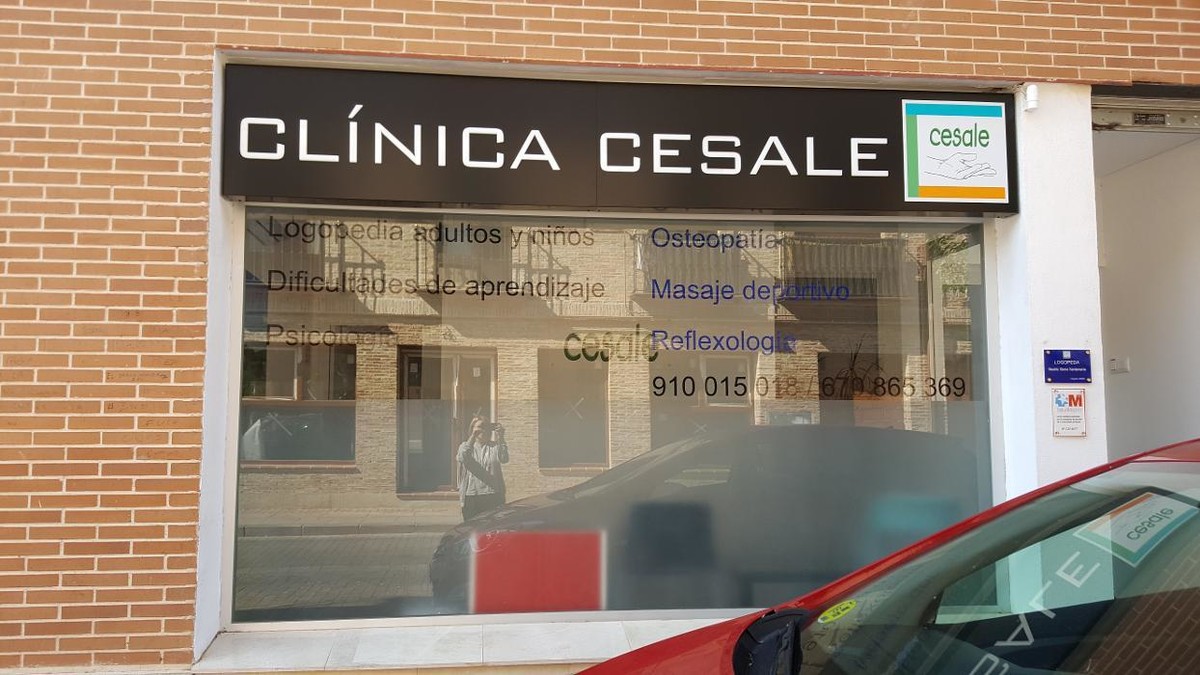 CLÍNICA CESALE
cesale
Logopedia adultos y niños
Dificultades de aprendizaje
Psicología
Osteopatía
Masaje deportivo
Reflexología
cesale
910 015 018 / 670 865 369
LOGOPEDA
M
cesale